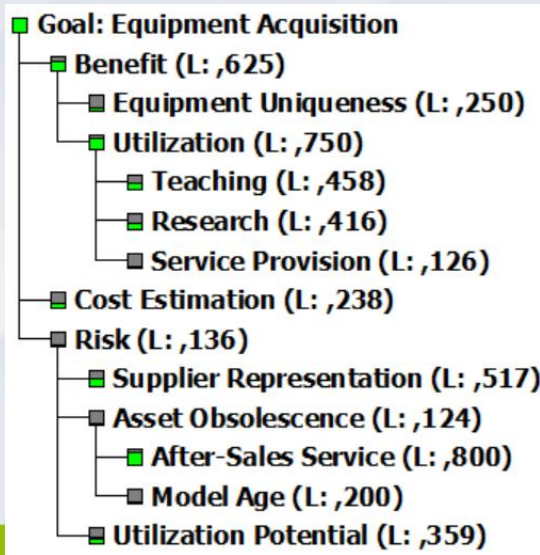 Goal: Equipment Acquisition
Benefit (L: ,625)
Equipment Uniqueness (L: ,250)
Utilization (L: ,750)
Teaching (L: ,458)
Research (L: ,416)
Service Provision (L: ,126)
Cost Estimation (L: ,238)
Risk (L: ,136)
Supplier Representation (L: ,517)
Asset Obsolescence (L: ,124)
After-Sales Service (L: ,800)
Model Age (L: ,200)
Utilization Potential (L: ,359)